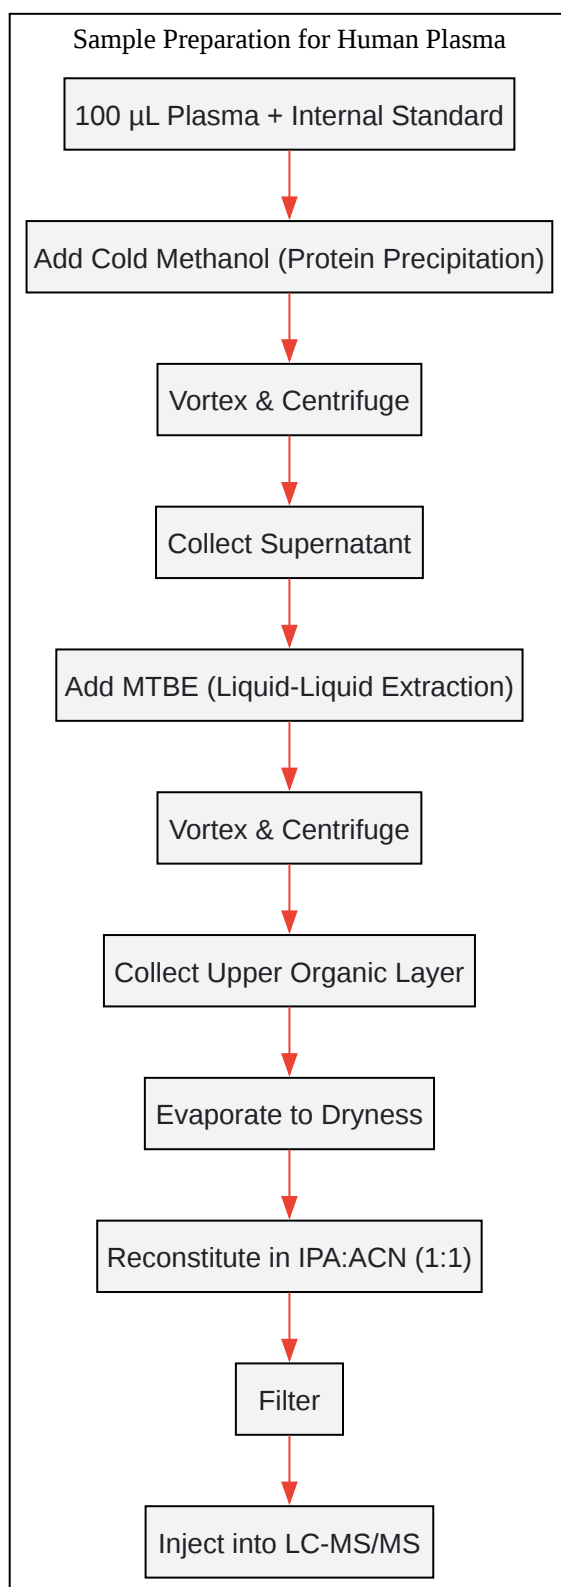 Sample Preparation for Human Plasma
100 µL Plasma + Internal Standard
Add Cold Methanol (Protein Precipitation)
Vortex & Centrifuge
Collect Supernatant
Add MTBE (Liquid-Liquid Extraction)
Vortex & Centrifuge
Collect Upper Organic Layer
Evaporate to Dryness
Reconstitute in IPA:ACN (1:1)
Filter
Inject into LC-MS/MS